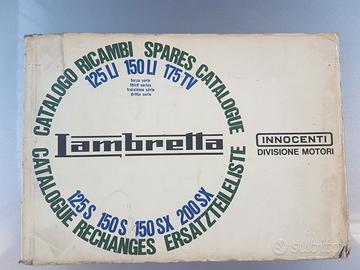 CATALOGO RICAMBI SPARES CATALOGUE
125 LI 150 LI 175 TV
terza serie
third series
troisième série
dritte serie
Lambretta
INNOCENTI
DIVISIONE MOTORI
125 S 150 S 150 SX 200 SX
CATALOGUE RECHANGES ERSATZTEILELISTE
subito